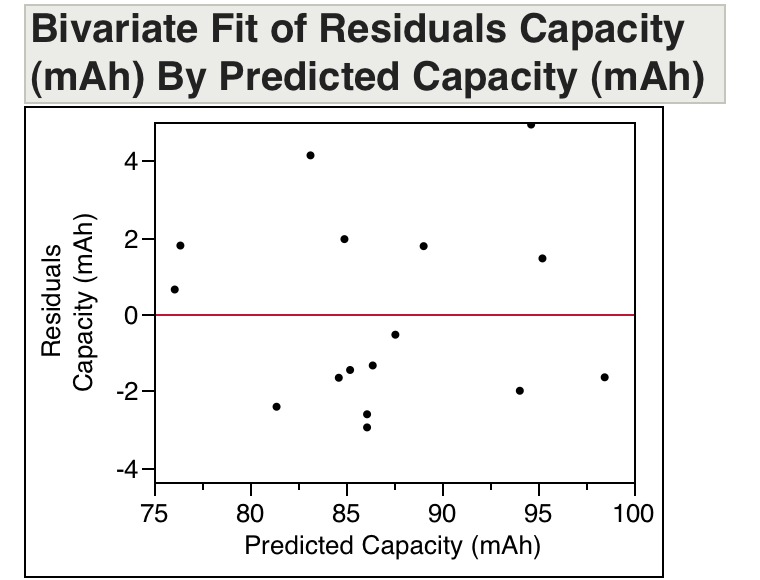 Bivariate Fit of Residuals Capacity
(mAh) By Predicted Capacity (mAh)
Residuals
Capacity (mAh)
4
2
0
-2
-4
75 80 85 90 95 100
Predicted Capacity (mAh)